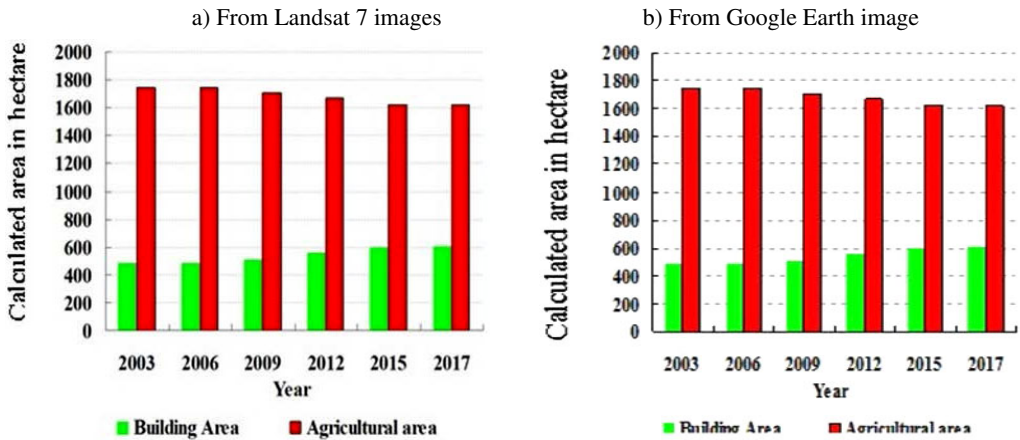 a) From Landsat 7 images
Calculated area in hectare
2000
1800
1600
1400
1200
1000
800
600
400
200
0
2003 2006 2009 2012 2015 2017
Year
Building Area Agricultural area
b) From Google Earth image
Calculated area in hectare
2000
1800
1600
1400
1200
1000
800
600
400
200
0
2003 2006 2009 2012 2015 2017
Year
Building Area Agricultural area